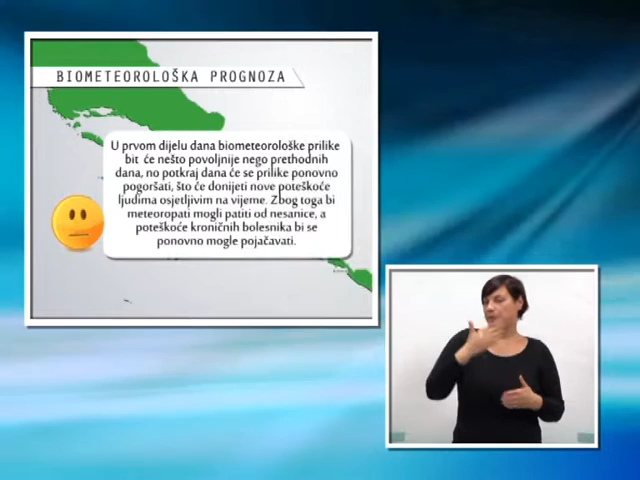 BIOMETEOROLOŠKA PROGNOZA
U prvom dijelu dana biometeorološke prilike
bit će nešto povoljnije nego prethodnih
dana, no potkraj dana će se prilike ponovno
pogoršati, što će donijeti nove poteškoće
ljudima osjetljivim na vrijeme. Zbog toga bi
meteoropati mogli patiti od nesanice, a
poteškoće kroničnih bolesnika bi se
ponovno mogle pojačavati.